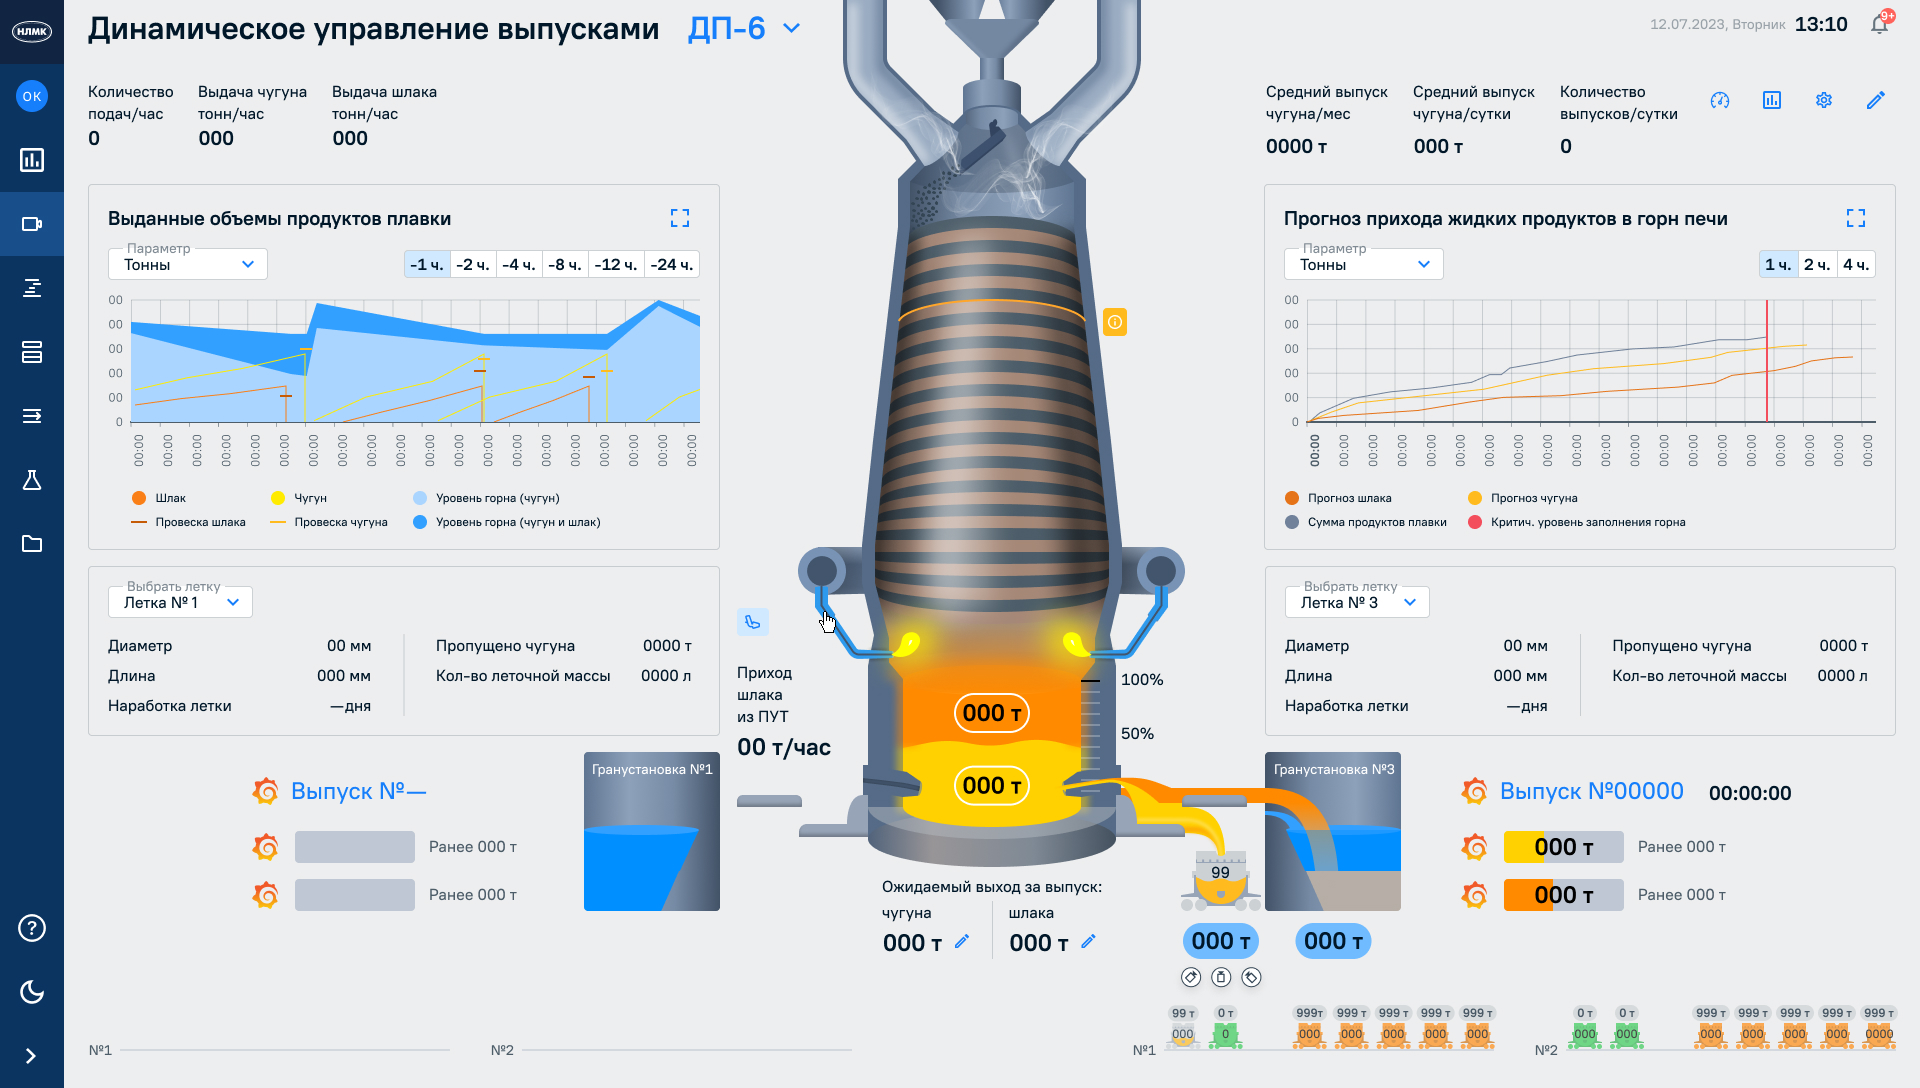 НЛМК
Динамическое управление выпусками ДП-6
12.07.2023, Вторник 13:10
9+
ОК
Количество подач/час
0
Выдача чугуна тонн/час
000
Выдача шлака тонн/час
000
Средний выпуск чугуна/мес
0000 т
Средний выпуск чугуна/сутки
000 т
Количество выпусков/сутки
0
Выданные объемы продуктов плавки
Параметр
Тонны
-1 ч. -2 ч. -4 ч. -8 ч. -12 ч. -24 ч.
00
00
00
00
00
0
00:00 00:00 00:00 00:00 00:00 00:00 00:00 00:00 00:00 00:00 00:00 00:00 00:00 00:00 00:00 00:00 00:00 00:00 00:00 00:00
Шлак Чугун Уровень горна (чугун)
Провеска шлака Провеска чугуна Уровень горна (чугун и шлак)
Прогноз прихода жидких продуктов в горн печи
Параметр
Тонны
1 ч. 2 ч. 4 ч.
00
00
00
00
00
0
00:00 00:00 00:00 00:00 00:00 00:00 00:00 00:00 00:00 00:00 00:00 00:00 00:00 00:00 00:00 00:00 00:00 00:00 00:00 00:00
Прогноз шлака Прогноз чугуна
Сумма продуктов плавки Критич. уровень заполнения горна
Выбрать летку
Летка № 1
Диаметр 00 мм
Длина 000 мм
Наработка летки —дня
Пропущено чугуна 0000 т
Кол-во леточной массы 0000 л
Приход
шлака
из ПУТ
00 т/час
100%
50%
000 т
000 т
Выбрать летку
Летка № 3
Диаметр 00 мм
Длина 000 мм
Наработка летки —дня
Пропущено чугуна 0000 т
Кол-во леточной массы 0000 л
Выпуск №—
Ранее 000 т
Ранее 000 т
Гранустановка №1
Ожидаемый выход за выпуск:
чугуна
000 т
шлака
000 т
99
000 т
000 т
Гранустановка №3
Выпуск №00000 00:00:00
000 т Ранее 000 т
000 т Ранее 000 т
№1
№2
№1
99 т 0 т 999т 999 т 999 т 999 т 999 т
000 0 000 000 000 000 000
№2
0 т 0 т 999 т 999 т 999 т 999 т 999 т
000 000 000 000 000 000 0000